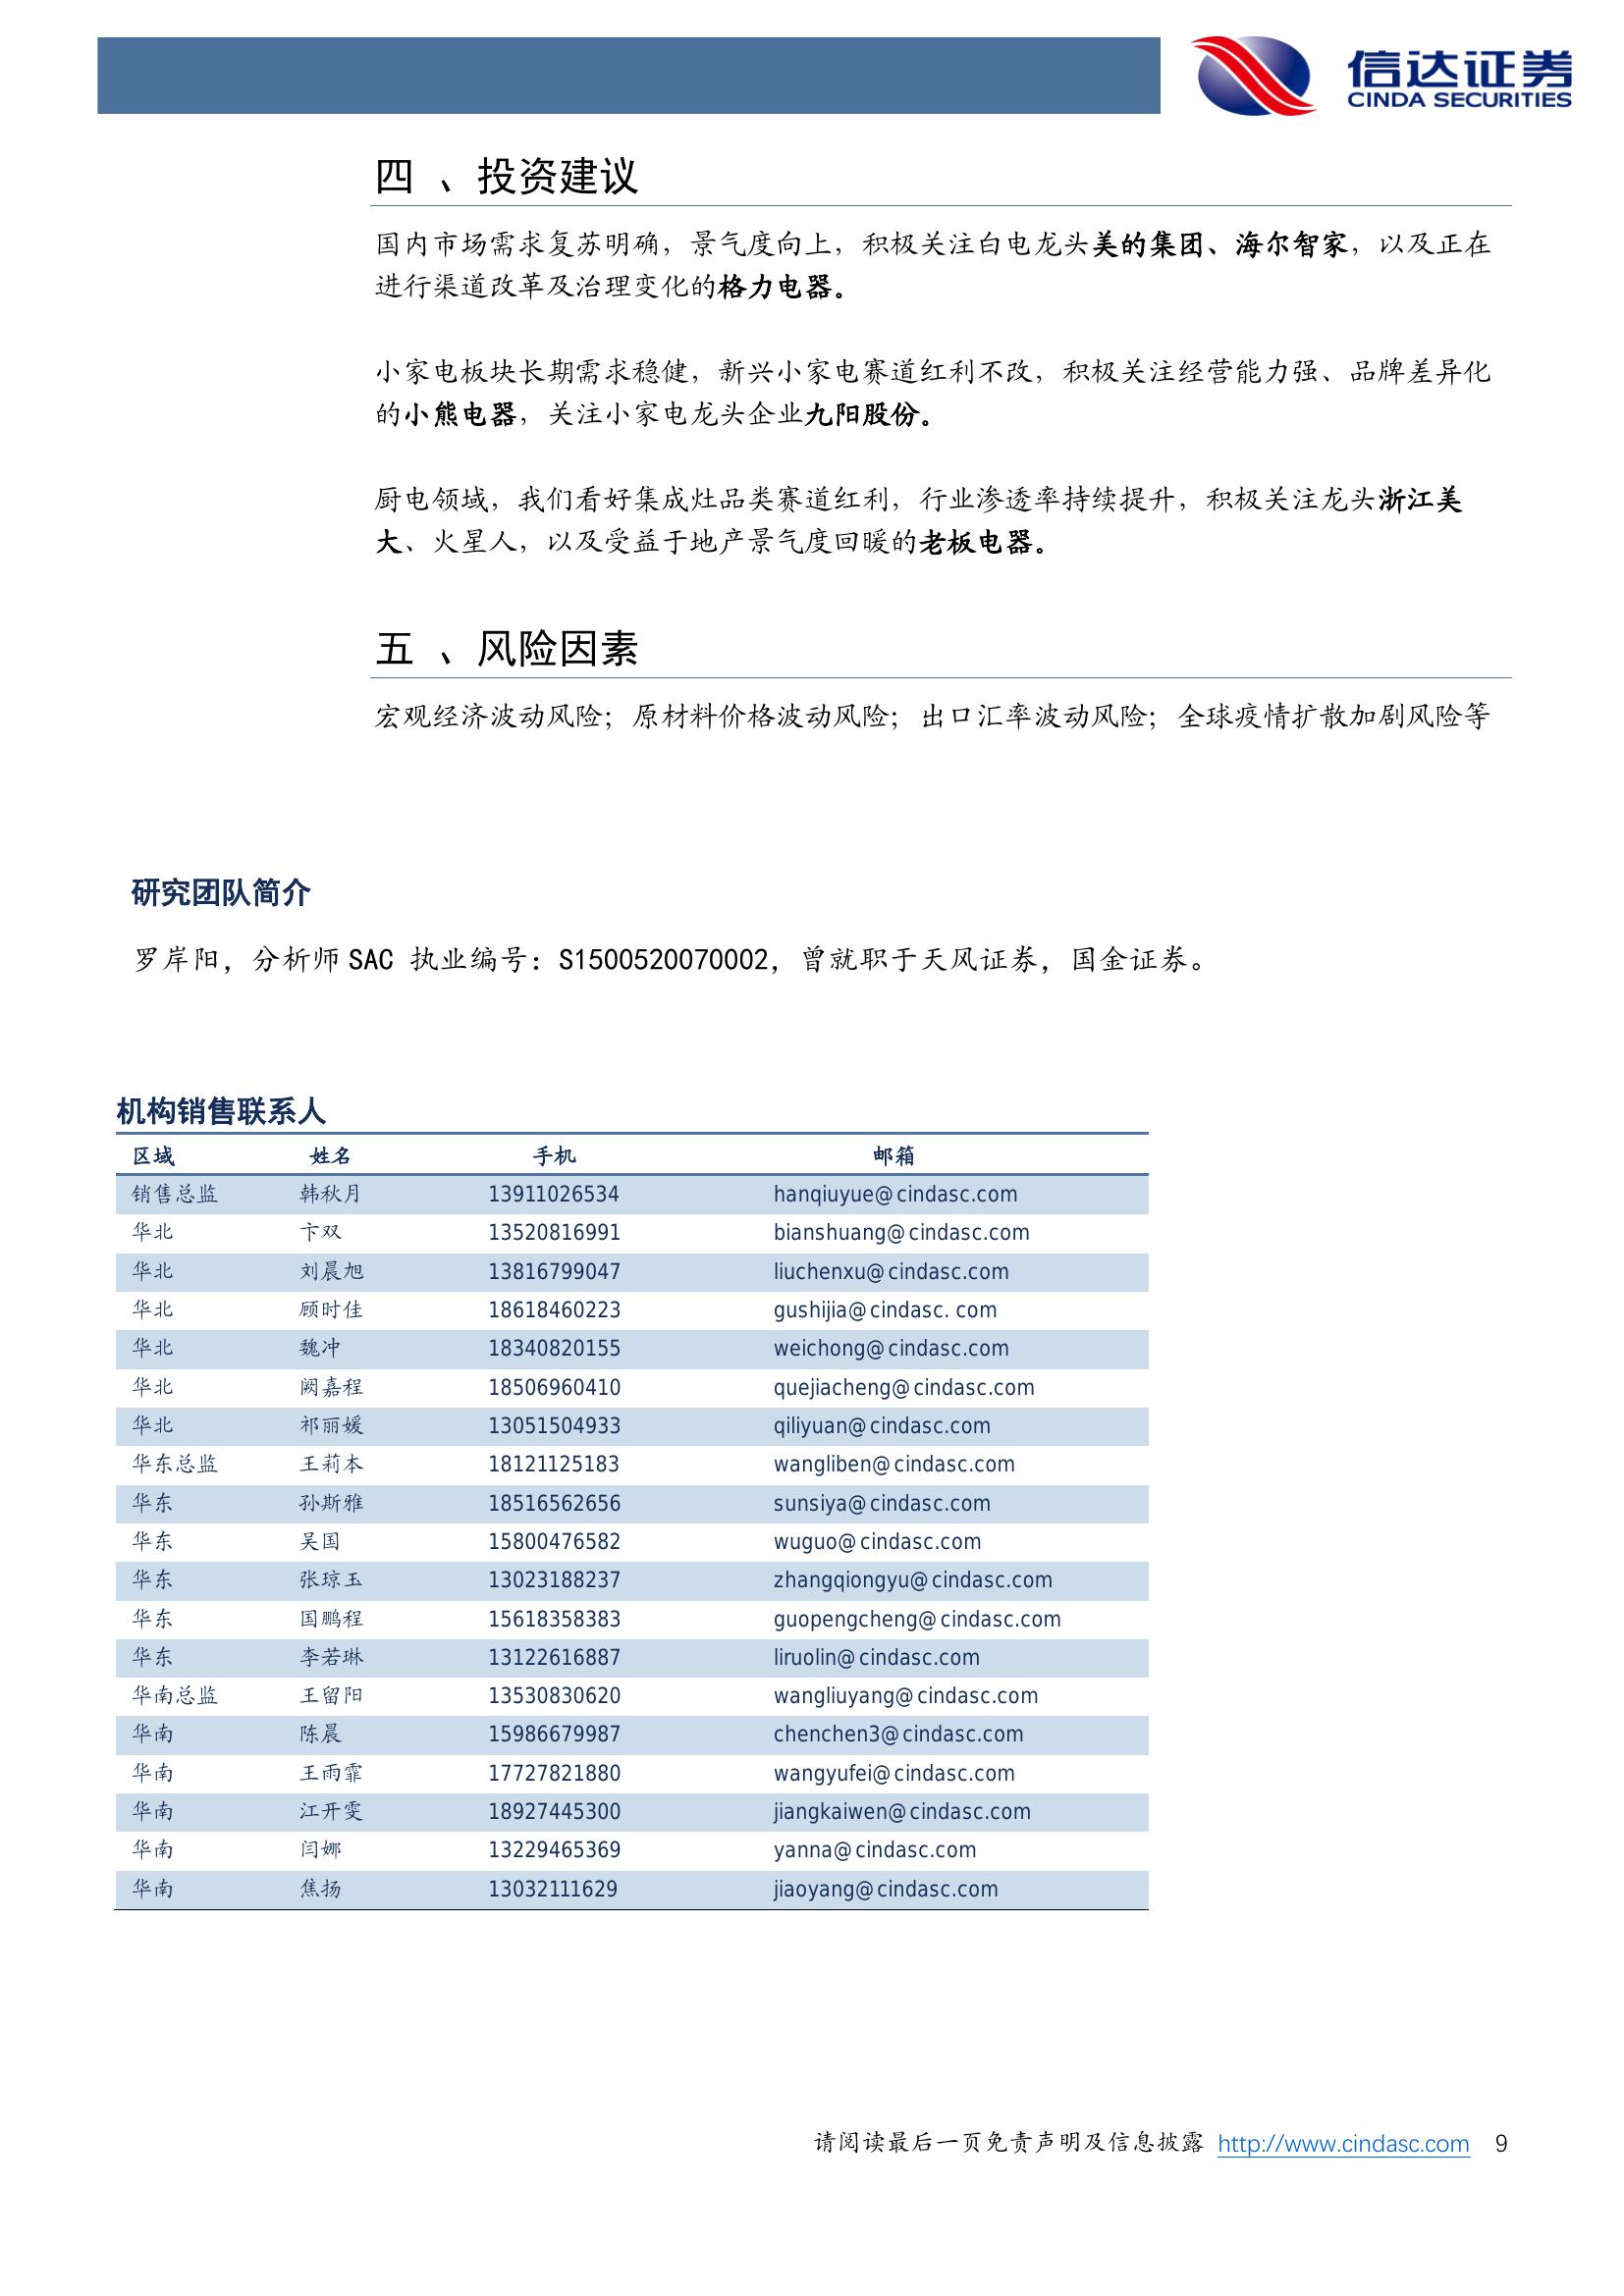 信达证券
CINDA SECURITIES
四 、投资建议
国内市场需求复苏明确，景气度向上，积极关注白电龙头美的集团、海尔智家，以及正在
进行渠道改革及治理变化的格力电器。
小家电板块长期需求稳健，新兴小家电赛道红利不改，积极关注经营能力强、品牌差异化
的小熊电器，关注小家电龙头企业九阳股份。
厨电领域，我们看好集成灶品类赛道红利，行业渗透率持续提升，积极关注龙头浙江美
大、火星人，以及受益于地产景气度回暖的老板电器。
五 、风险因素
宏观经济波动风险；原材料价格波动风险；出口汇率波动风险；全球疫情扩散加剧风险等
研究团队简介
罗岸阳，分析师 SAC 执业编号：S1500520070002，曾就职于天风证券，国金证券。
机构销售联系人
区域 姓名 手机 邮箱
销售总监 韩秋月 13911026534 hanqiuyue@cindasc.com
华北 卞双 13520816991 bianshuang@cindasc.com
华北 刘晨旭 13816799047 liuchenxu@cindasc.com
华北 顾时佳 18618460223 gushijia@cindasc. com
华北 魏冲 18340820155 weichong@cindasc.com
华北 阙嘉程 18506960410 quejiacheng@cindasc.com
华北 祁丽媛 13051504933 qiliyuan@cindasc.com
华东总监 王莉本 18121125183 wangliben@cindasc.com
华东 孙斯雅 18516562656 sunsiya@cindasc.com
华东 吴国 15800476582 wuguo@cindasc.com
华东 张琼玉 13023188237 zhangqiongyu@cindasc.com
华东 国鹏程 15618358383 guopengcheng@cindasc.com
华东 李若琳 13122616887 liruolin@cindasc.com
华南总监 王留阳 13530830620 wangliuyang@cindasc.com
华南 陈晨 15986679987 chenchen3@cindasc.com
华南 王雨霏 17727821880 wangyufei@cindasc.com
华南 江开雯 18927445300 jiangkaiwen@cindasc.com
华南 闫娜 13229465369 yanna@cindasc.com
华南 焦扬 13032111629 jiaoyang@cindasc.com
请阅读最后一页免责声明及信息披露 http://www.cindasc.com 9